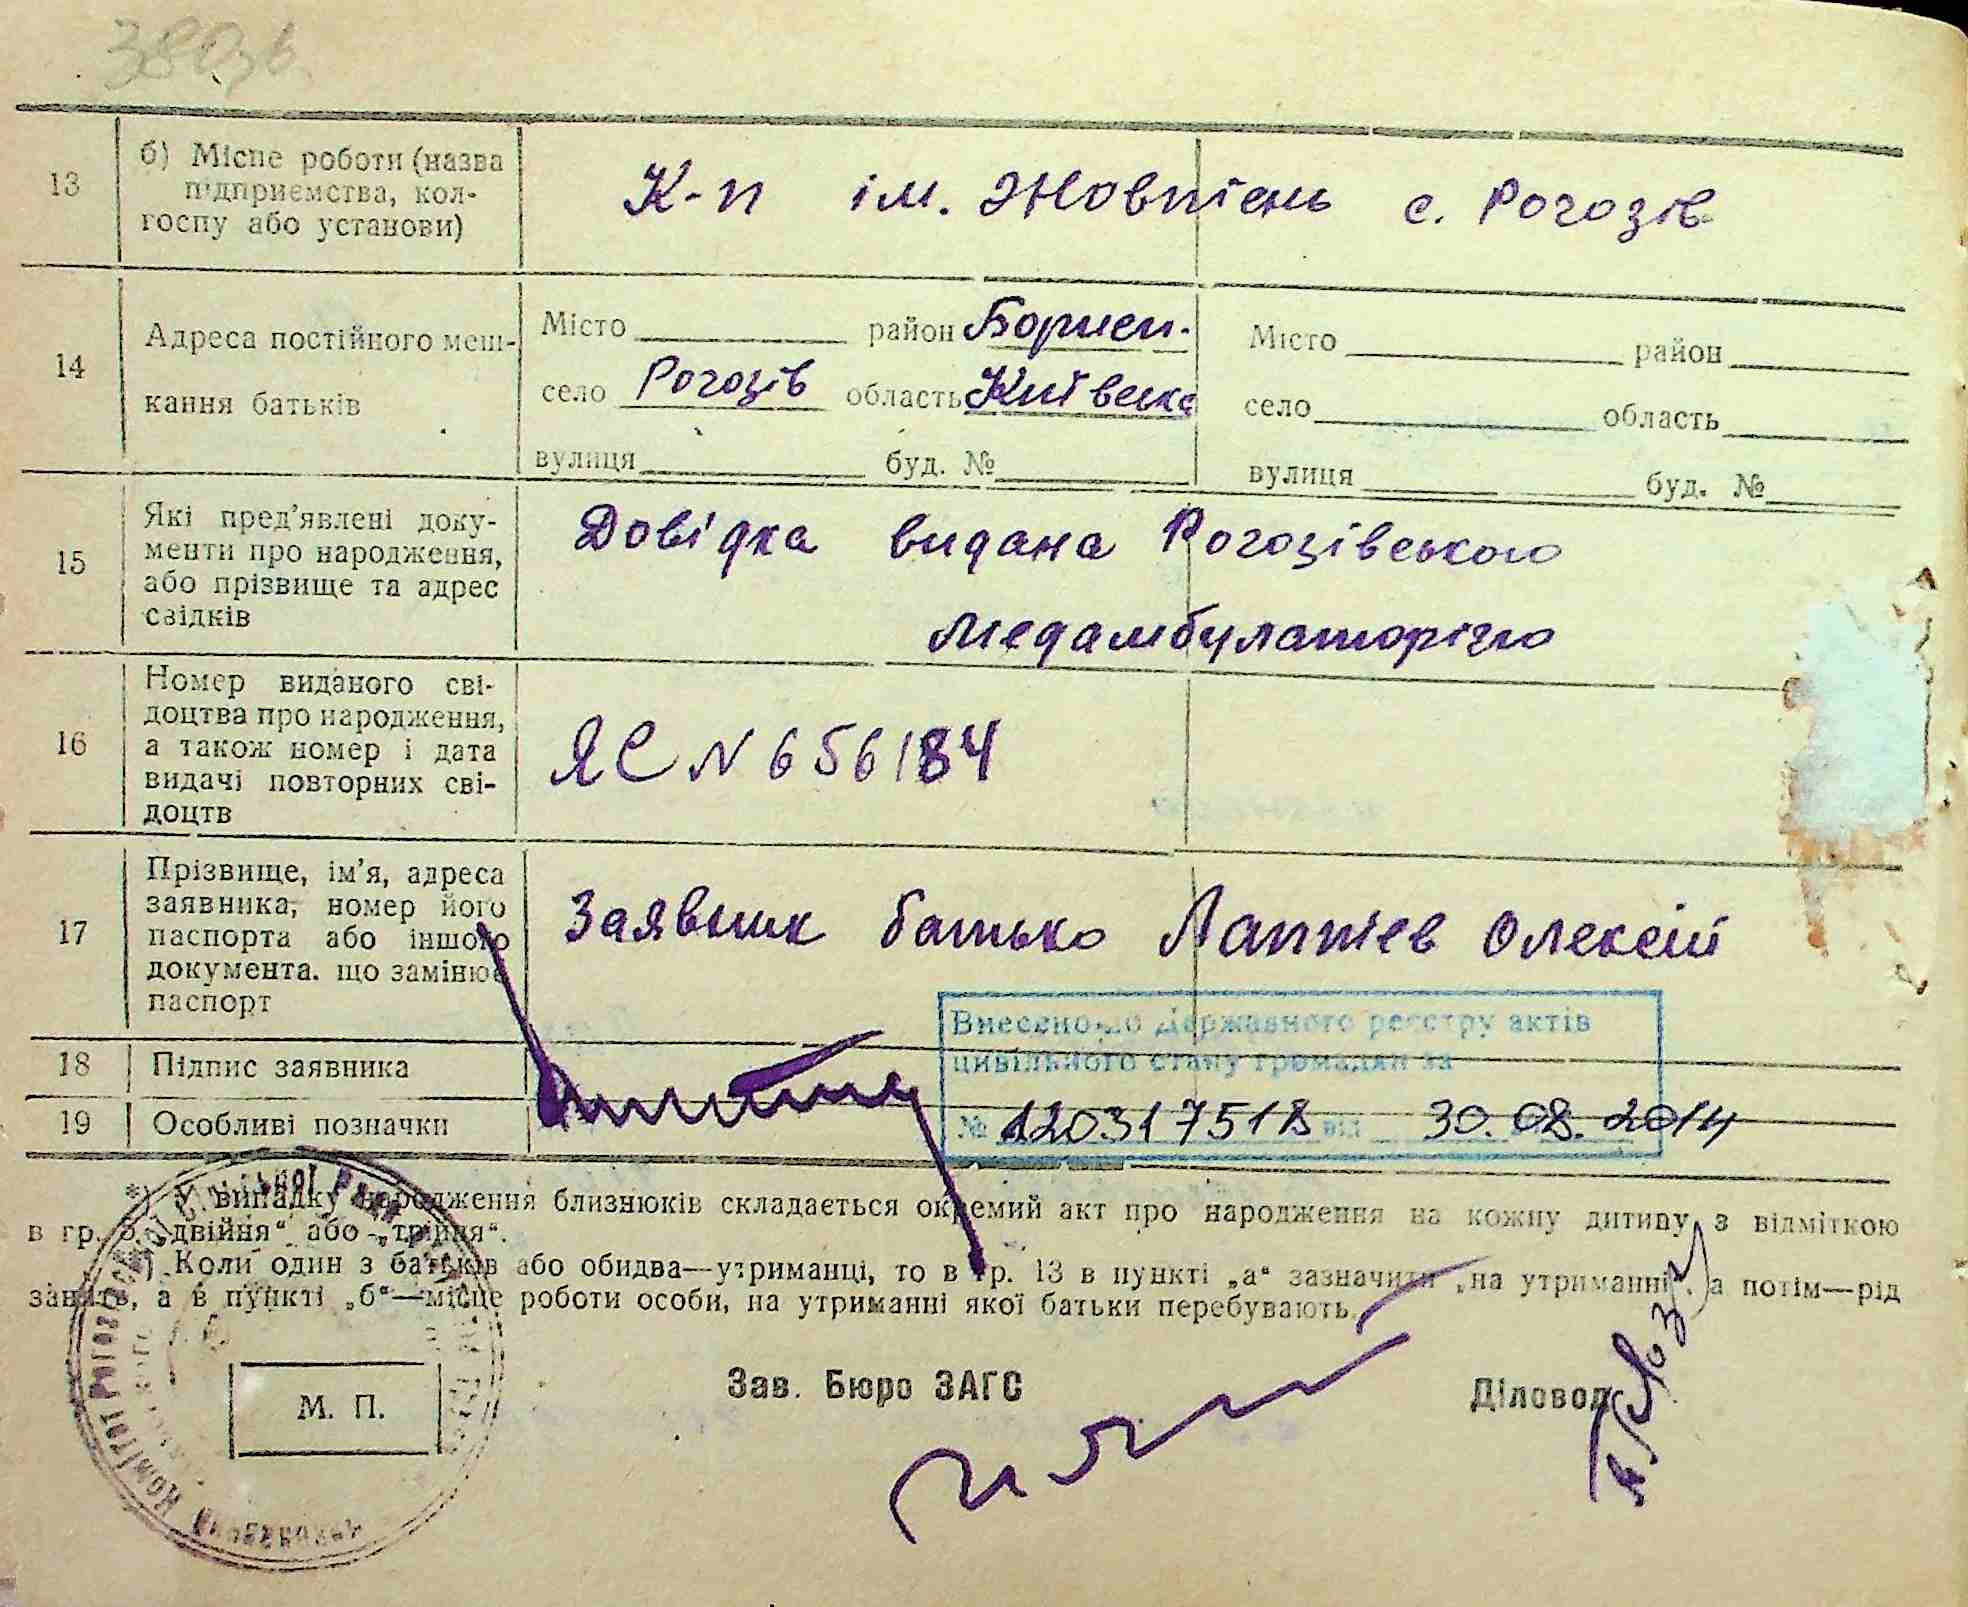 380зв.
13
б) Місце роботи (назва
підприємства, кол-
госпу або установи)
К-п ім. Жовтень с. Рогозів
14
Адреса постійного меш-
кання батьків
Місто район Борисп.
село Рогозів область Київська
вулиця буд. №
Місто район
село область
вулиця буд. №
15
Які пред'явлені доку-
менти про народження,
або прізвище та адрес
свідків
Довідка видана Рогозівською
медамбулаторією
16
Номер виданого сві-
доцтва про народження,
а також номер і дата
видачі повторних сві-
доцтв
ЯС N 656184
17
Прізвище, ім'я, адреса
заявника, номер його
паспорта або іншого
документа. що замінює
паспорт
Заявник батько Лаптєв Олексій
18
Підпис заявника
19
Особливі позначки
Внесено до Державного реєстру актів
цивільного стану громадян за
№ 120317518 від 30.08.2014
*) У випадку народження близнюків складається окремий акт про народження на кожну дитину з відміткою
в гр. „двійня“ або „трійня“.
Коли один з батьків або обидва—утриманці, то в гр. 13 в пункті „а“ зазначити „на утриманні“, а потім—рід
занять, а в пункті „б“—місце роботи особи, на утриманні якої батьки перебувають.
Зав. Бюро ЗАГС
Діловод
М. П.